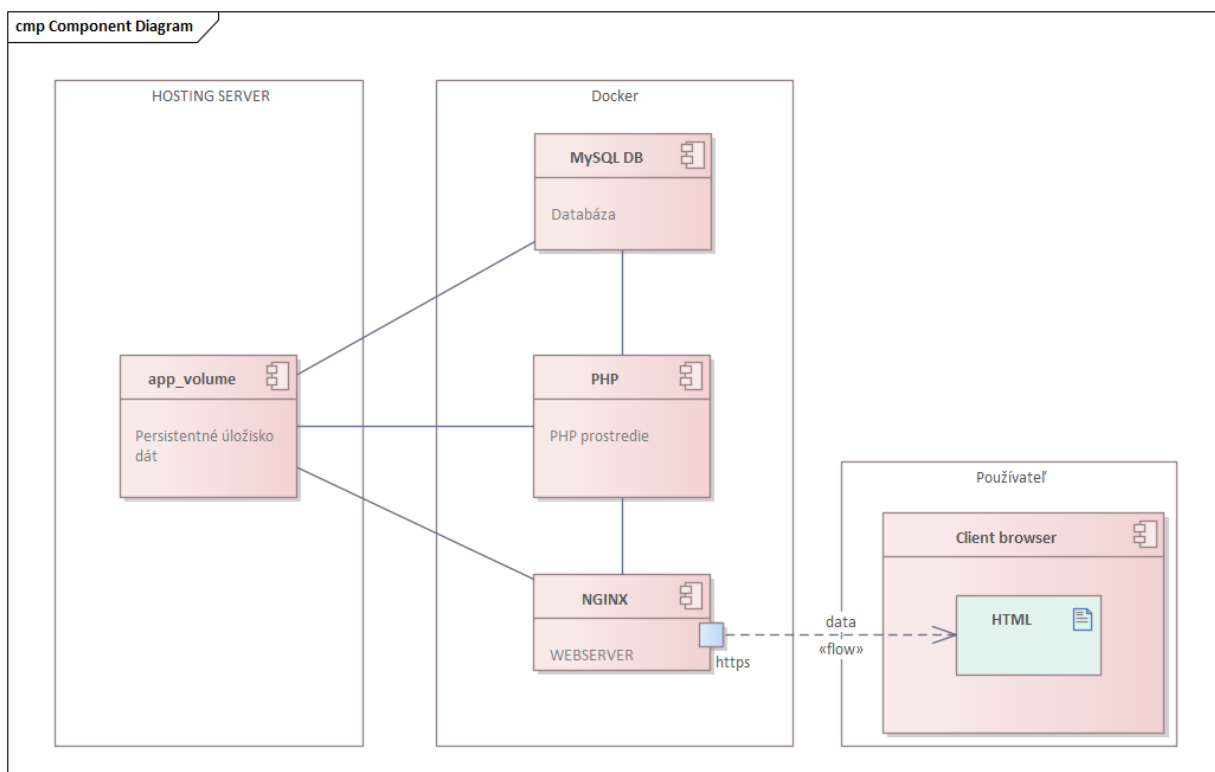 cmp Component Diagram
HOSTING SERVER
app_volume
Persistentné úložisko
dát
Docker
MySQL DB
Databáza
PHP
PHP prostredie
NGINX
WEBSERVER
https
data
«flow»
Používateľ
Client browser
HTML